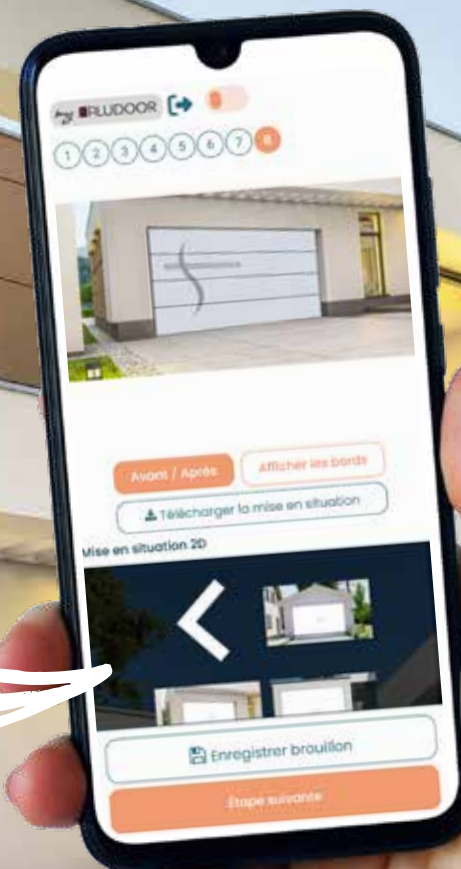 by ALUDOOR
1 2 3 4 5 6 7 8
Avant / Après
Afficher les bords
Télécharger la mise en situation
Mise en situation 2D
Enregistrer brouillon
Étape suivante